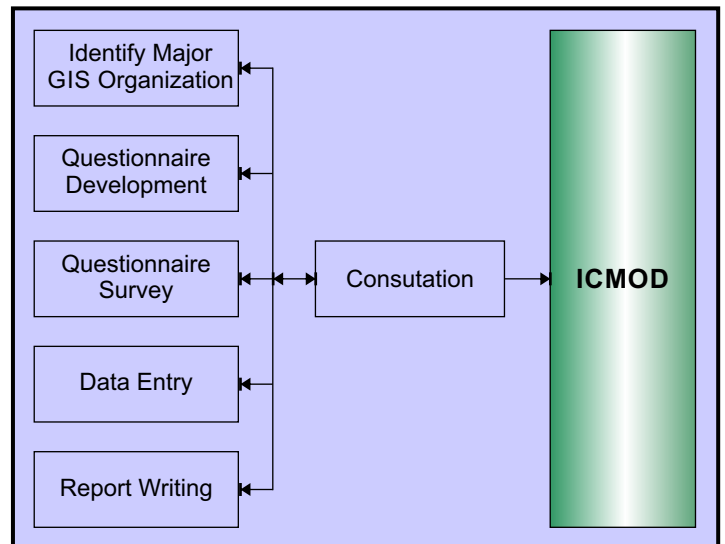 Identify Major
GIS Organization
Questionnaire
Development
Questionnaire
Survey
Consutation
ICMOD
Data Entry
Report Writing